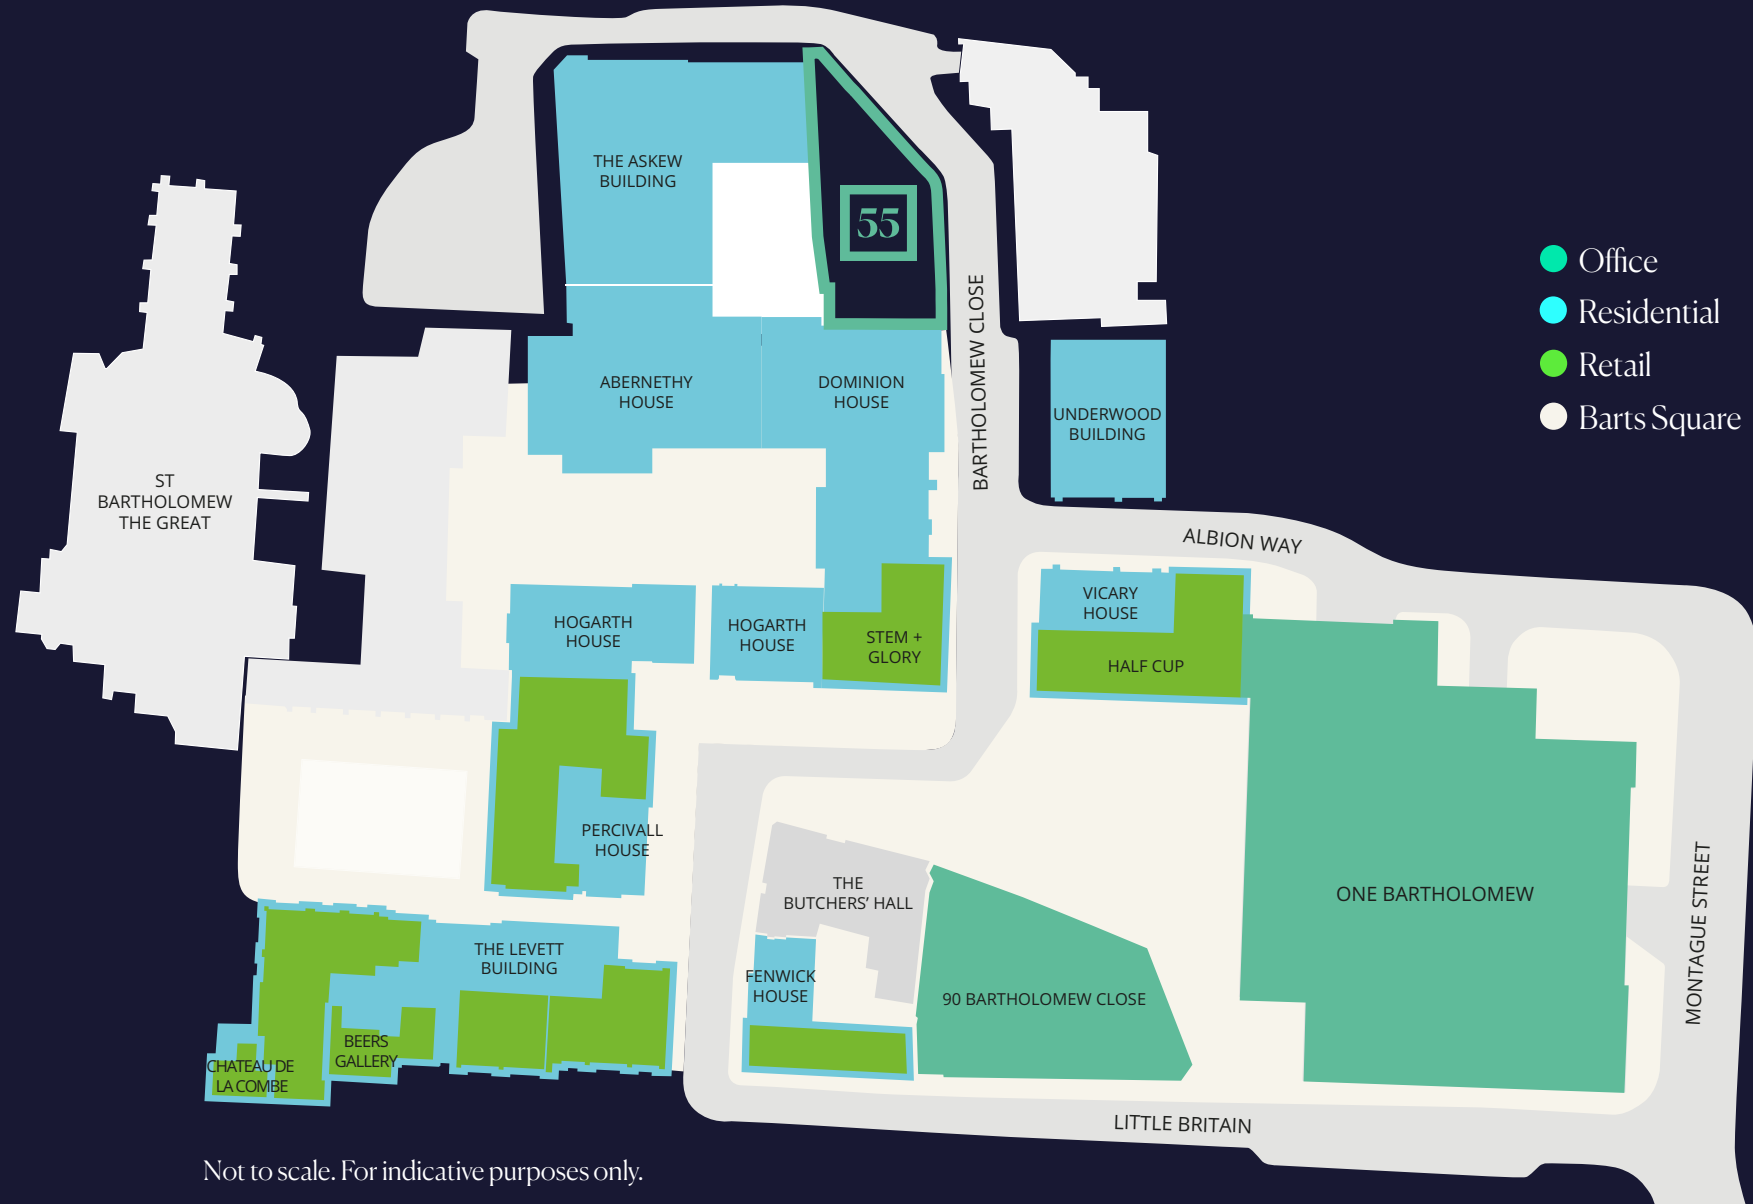 THE ASKEW
BUILDING
55
BARTHOLOMEW CLOSE
Office
Residential
Retail
Barts Square
ABERNETHY
HOUSE
DOMINION
HOUSE
UNDERWOOD
BUILDING
ST
BARTHOLOMEW
THE GREAT
ALBION WAY
HOGARTH
HOUSE
HOGARTH
HOUSE
STEM +
GLORY
VICARY
HOUSE
HALF CUP
PERCIVALL
HOUSE
THE
BUTCHERS’ HALL
ONE BARTHOLOMEW
MONTAGUE STREET
THE LEVETT
BUILDING
FENWICK
HOUSE
90 BARTHOLOMEW CLOSE
BEERS
GALLERY
CHATEAU DE
LA COMBE
LITTLE BRITAIN
Not to scale. For indicative purposes only.